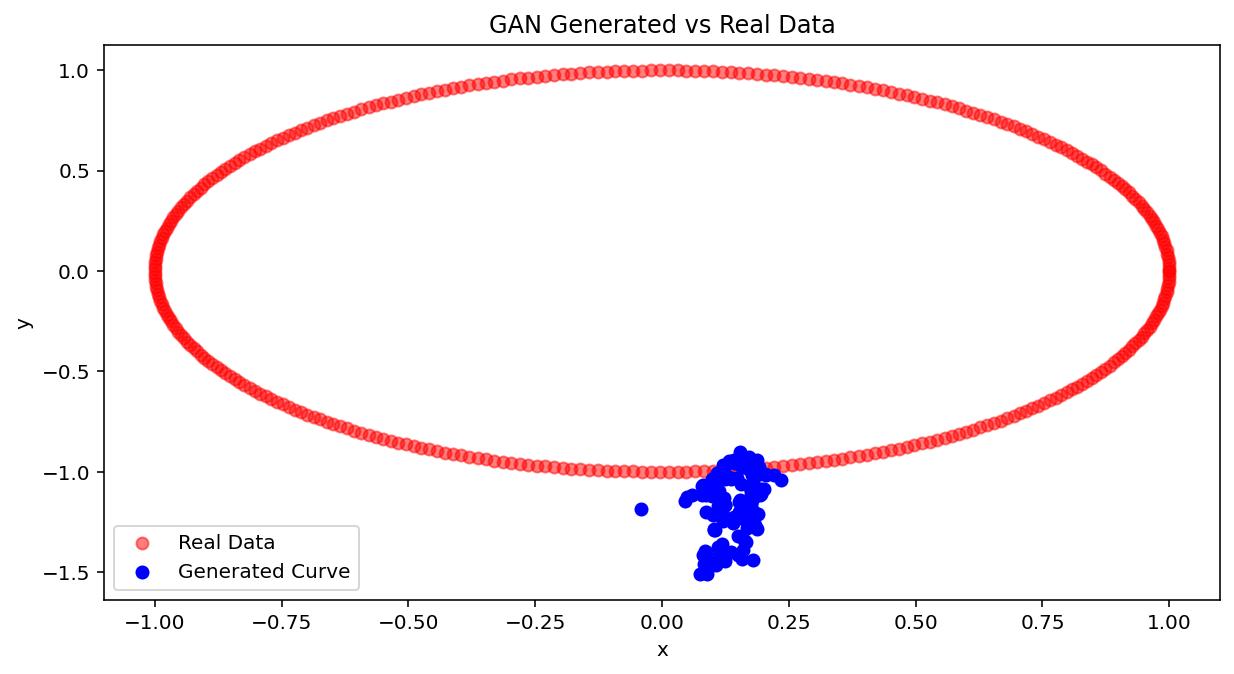 GAN Generated vs Real Data
1.0
0.5
0.0
−0.5
−1.0
−1.5
y
Real Data
Generated Curve
−1.00 −0.75 −0.50 −0.25 0.00 0.25 0.50 0.75 1.00
x